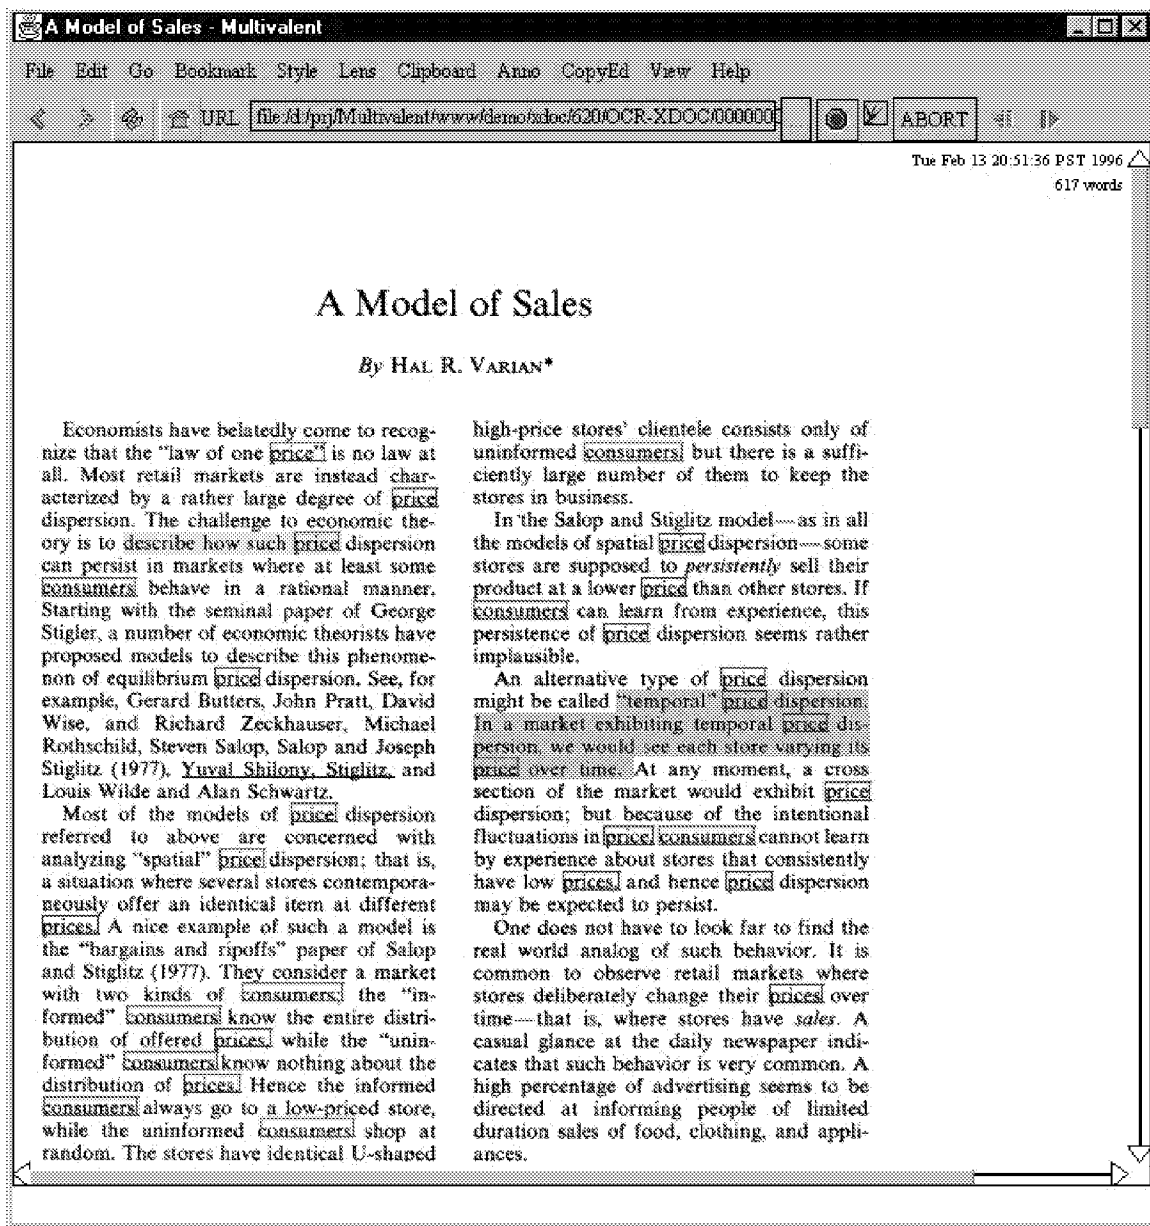 A Model of Sales - Multivalent
File Edit Go Bookmark Style Lens Clipboard Anno CopyEd View Help
URL file:/d:/prj/Multivalent/www/demo/xdoc/620/OCR-XDOC/000000 ABORT
Tue Feb 13 20:51:36 PST 1996
617 words
A Model of Sales
By HAL R. VARIAN*
Economists have belatedly come to recog-
nize that the "law of one price" is no law at
all. Most retail markets are instead char-
acterized by a rather large degree of price
dispersion. The challenge to economic the-
ory is to describe how such price dispersion
can persist in markets where at least some
consumers behave in a rational manner.
Starting with the seminal paper of George
Stigler, a number of economic theorists have
proposed models to describe this phenome-
non of equilibrium price dispersion. See, for
example, Gerard Butters, John Pratt, David
Wise, and Richard Zeckhauser, Michael
Rothschild, Steven Salop, Salop and Joseph
Stiglitz (1977), Yuval Shilony, Stiglitz, and
Louis Wilde and Alan Schwartz.
Most of the models of price dispersion
referred to above are concerned with
analyzing "spatial" price dispersion; that is,
a situation where several stores contempora-
neously offer an identical item at different
prices. A nice example of such a model is
the "bargains and ripoffs" paper of Salop
and Stiglitz (1977). They consider a market
with two kinds of consumers; the "in-
formed" consumers know the entire distri-
bution of offered prices, while the "unin-
formed" consumers know nothing about the
distribution of prices. Hence the informed
consumers always go to a low-priced store,
while the uninformed consumers shop at
random. The stores have identical U-shaped
high-price stores' clientele consists only of
uninformed consumers, but there is a suffi-
ciently large number of them to keep the
stores in business.
In the Salop and Stiglitz model—as in all
the models of spatial price dispersion—some
stores are supposed to persistently sell their
product at a lower price than other stores. If
consumers can learn from experience, this
persistence of price dispersion seems rather
implausible.
An alternative type of price dispersion
might be called "temporal" price dispersion.
In a market exhibiting temporal price dis-
persion, we would see each store varying its
price over time. At any moment, a cross
section of the market would exhibit price
dispersion; but because of the intentional
fluctuations in price, consumers cannot learn
by experience about stores that consistently
have low prices, and hence price dispersion
may be expected to persist.
One does not have to look far to find the
real world analog of such behavior. It is
common to observe retail markets where
stores deliberately change their prices over
time—that is, where stores have sales. A
casual glance at the daily newspaper indi-
cates that such behavior is very common. A
high percentage of advertising seems to be
directed at informing people of limited
duration sales of food, clothing, and appli-
ances.